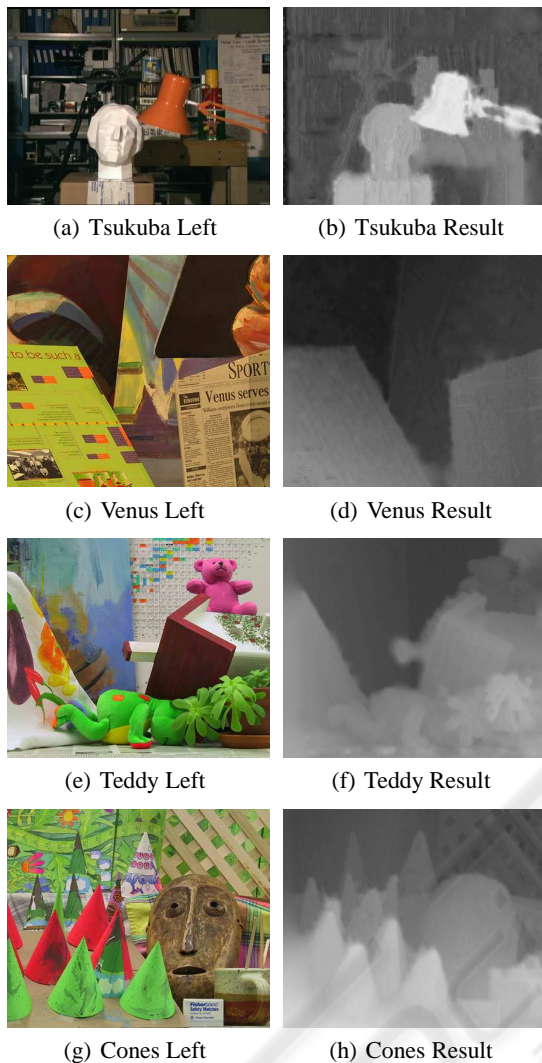 (a) Tsukuba Left
(b) Tsukuba Result
to be such a
SPORT
Venus serves
(c) Venus Left
(d) Venus Result
(e) Teddy Left
(f) Teddy Result
Fisherbrand
Safety Matches
(g) Cones Left
(h) Cones Result